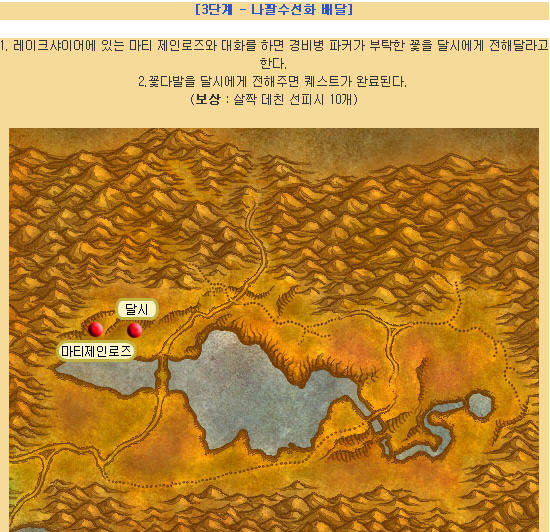 [3단계 - 나팔수선화 배달]
1. 레이크샤이어에 있는 마티 제인로즈와 대화를 하면 경비병 파커가 부탁한 꽃을 달시에게 전해달라고
한다.
2.꽃다발을 달시에게 전해주면 퀘스트가 완료된다.
(보상 : 살짝 데친 선피시 10개)
달시
마티제인로즈